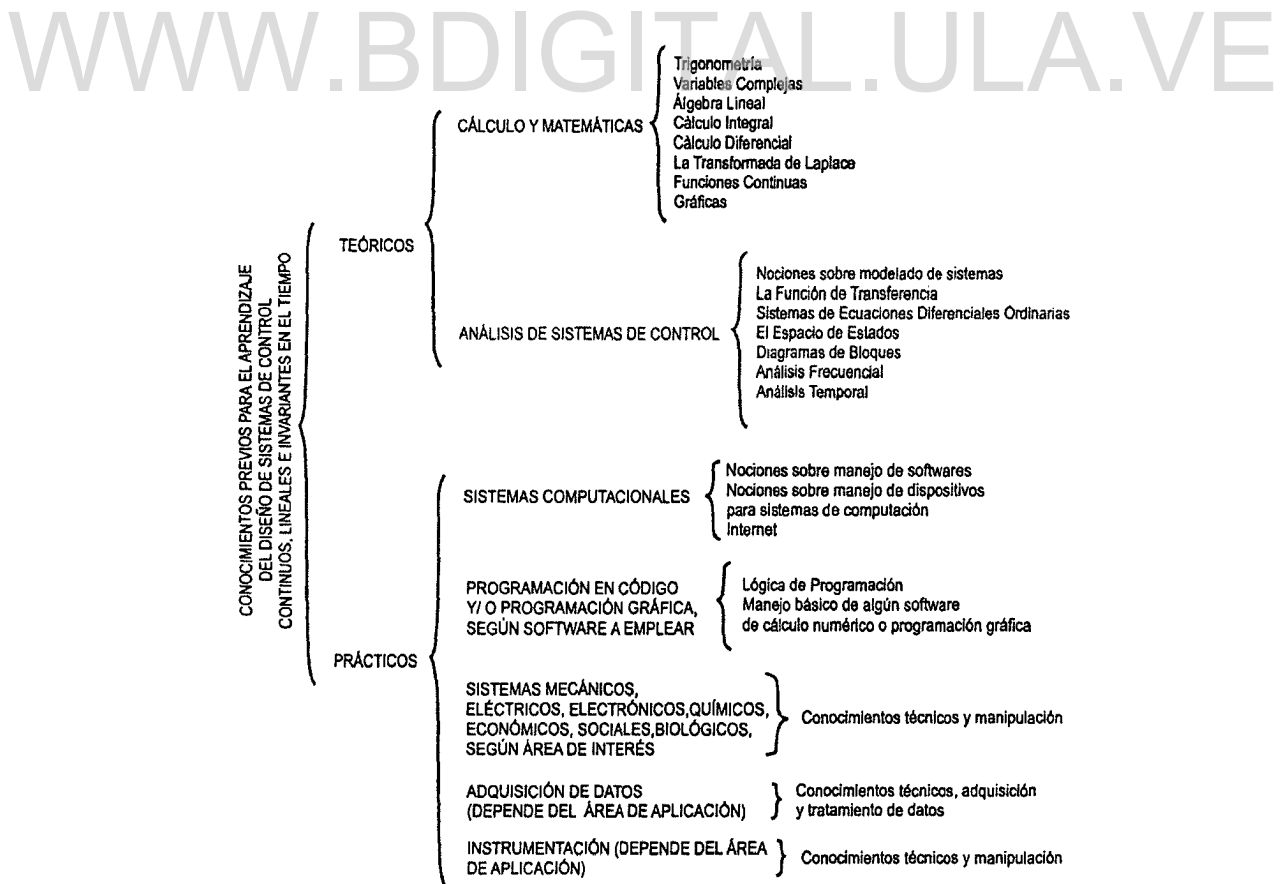 WWW.BDIGITAL.ULA.VE
CONOCIMIENTOS PREVIOS PARA EL APRENDIZAJE
DEL DISEÑO DE SISTEMAS DE CONTROL
CONTINUOS, LINEALES E INVARIANTES EN EL TIEMPO
TEÓRICOS
CÁLCULO Y MATEMÁTICAS
Trigonometría
Variables Complejas
Álgebra Lineal
Cálculo Integral
Cálculo Diferencial
La Transformada de Laplace
Funciones Continuas
Gráficas
ANÁLISIS DE SISTEMAS DE CONTROL
Nociones sobre modelado de sistemas
La Función de Transferencia
Sistemas de Ecuaciones Diferenciales Ordinarias
El Espacio de Estados
Diagramas de Bloques
Análisis Frecuencial
Análisis Temporal
PRÁCTICOS
SISTEMAS COMPUTACIONALES
Nociones sobre manejo de softwares
Nociones sobre manejo de dispositivos
para sistemas de computación
Internet
PROGRAMACIÓN EN CÓDIGO
Y/ O PROGRAMACIÓN GRÁFICA,
SEGÚN SOFTWARE A EMPLEAR
Lógica de Programación
Manejo básico de algún software
de cálculo numérico o programación gráfica
SISTEMAS MECÁNICOS,
ELÉCTRICOS, ELECTRÓNICOS,QUÍMICOS,
ECONÓMICOS, SOCIALES,BIOLÓGICOS,
SEGÚN ÁREA DE INTERÉS
Conocimientos técnicos y manipulación
ADQUISICIÓN DE DATOS
(DEPENDE DEL ÁREA DE APLICACIÓN)
Conocimientos técnicos, adquisición
y tratamiento de datos
INSTRUMENTACIÓN (DEPENDE DEL ÁREA
DE APLICACIÓN)
Conocimientos técnicos y manipulación